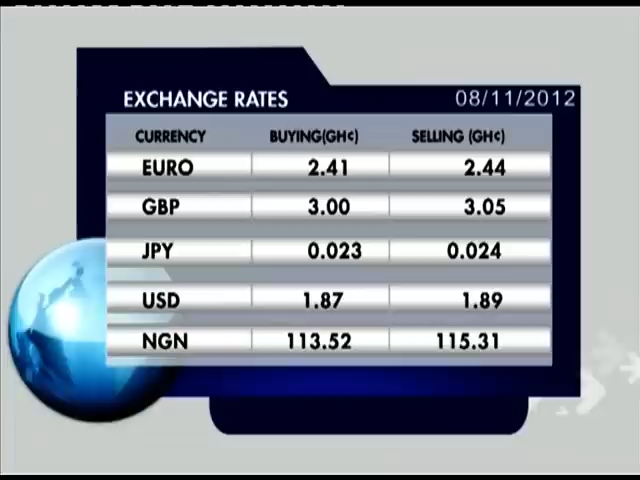 EXCHANGE RATES 08/11/2012
CURRENCY BUYING(GH¢) SELLING (GH¢)
EURO 2.41 2.44
GBP 3.00 3.05
JPY 0.023 0.024
USD 1.87 1.89
NGN 113.52 115.31